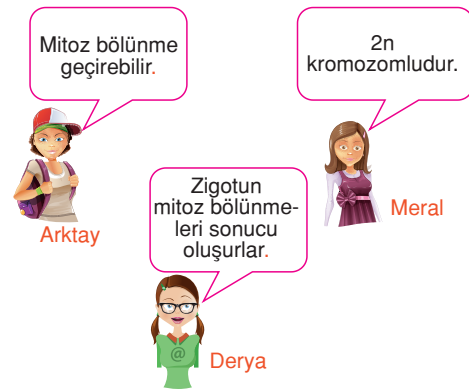 Mitoz bölünme
geçirebilir.
Arktay
2n
kromozomludur.
Meral
Zigotun
mitoz bölünme-
leri sonucu
oluşurlar.
@
Derya